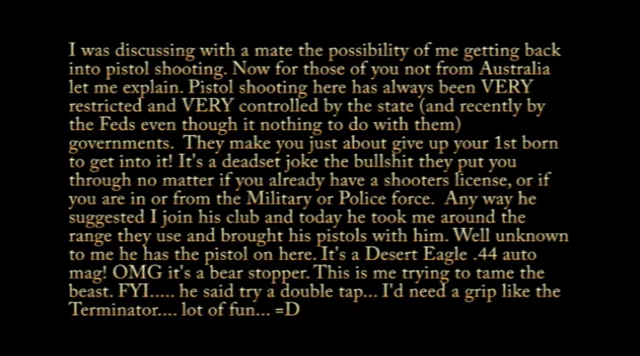 I was discussing with a mate the possibility of me getting back
into pistol shooting. Now for those of you not from Australia
let me explain. Pistol shooting here has always been VERY
restricted and VERY controlled by the state (and recently by
the Feds even though it nothing to do with them)
governments.  They make you just about give up your 1st born
to get into it! It's a deadset joke the bullshit they put you
through no matter if you already have a shooters license, or if
you are in or from the Military or Police force.  Any way he
suggested I join his club and today he took me around the
range they use and brought his pistols with him. Well unknown
to me he has the pistol on here. It's a Desert Eagle .44 auto
mag! OMG it's a bear stopper. This is me trying to tame the
beast. FYI..... he said try a double tap... I'd need a grip like the
Terminator.... lot of fun... =D